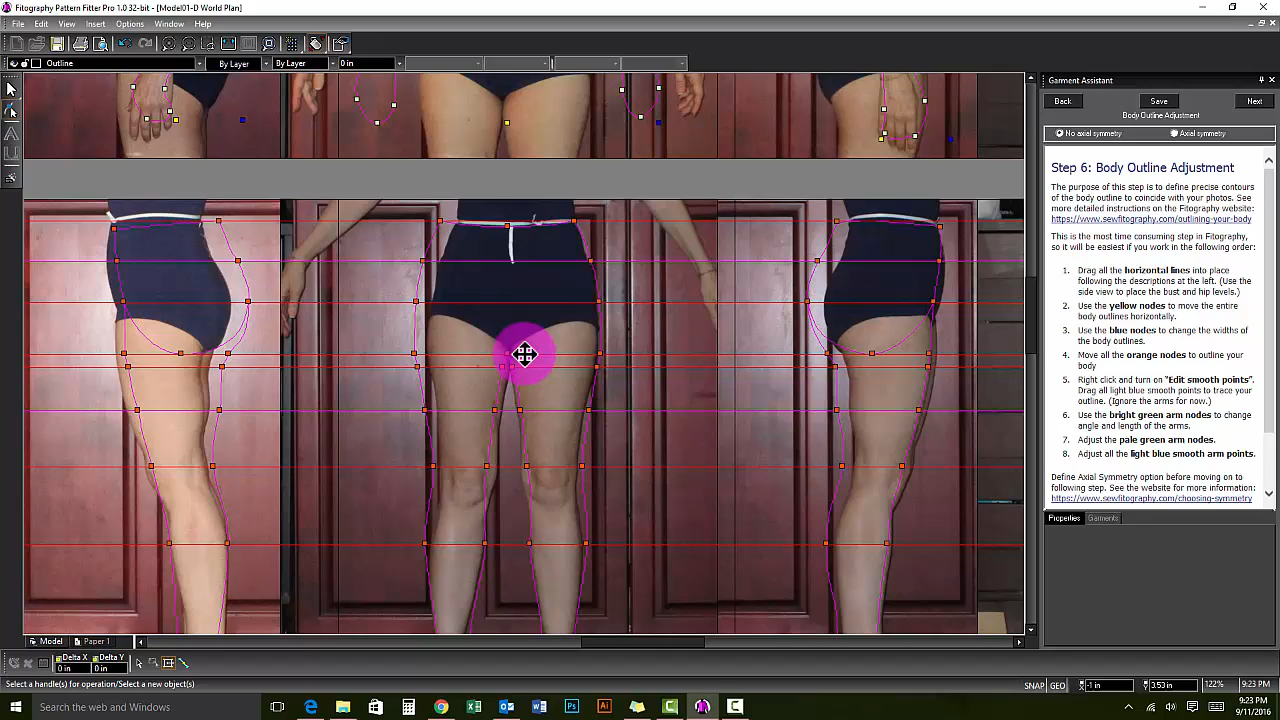 Fitography Pattern Fitter Pro 1.0 32-bit - [Model01-D World Plan]
File Edit View Insert Options Window Help
Outline By Layer By Layer 0 in
Garment Assistant
Back Save Next
Body Outline Adjustment
No axial symmetry Axial symmetry
Step 6: Body Outline Adjustment
The purpose of this step is to define precise contours
of the body outline to coincide with your photos. See
more detailed instructions on the Fitography website:
https://www.sewfitography.com/outlining-your-body
This is the most time consuming step in Fitography,
so it will be easiest if you work in the following order:
1. Drag all the horizontal lines into place
following the descriptions at the left. (Use the
side view to place the bust and hip levels.)
2. Use the yellow nodes to move the entire
body outlines horizontally.
3. Use the blue nodes to change the widths of
the body outlines.
4. Move all the orange nodes to outline your
body
5. Right click and turn on "Edit smooth points".
Drag all light blue smooth points to trace your
outline. (Ignore the arms for now.)
6. Use the bright green arm nodes to change
angle and length of the arms.
7. Adjust the pale green arm nodes.
8. Adjust all the light blue smooth arm points.
Define Axial Symmetry option before moving on to
following step. See the website for more information:
https://www.sewfitography.com/choosing-symmetry
Properties Garments
Model Paper 1
Delta X Delta Y
0 in 0 in
Select a handle(s) for operation/Select a new object(s)
SNAP GEO X -1 in Y 3.53 in 122% 9:23 PM
Search the web and Windows
9:23 PM
9/11/2016